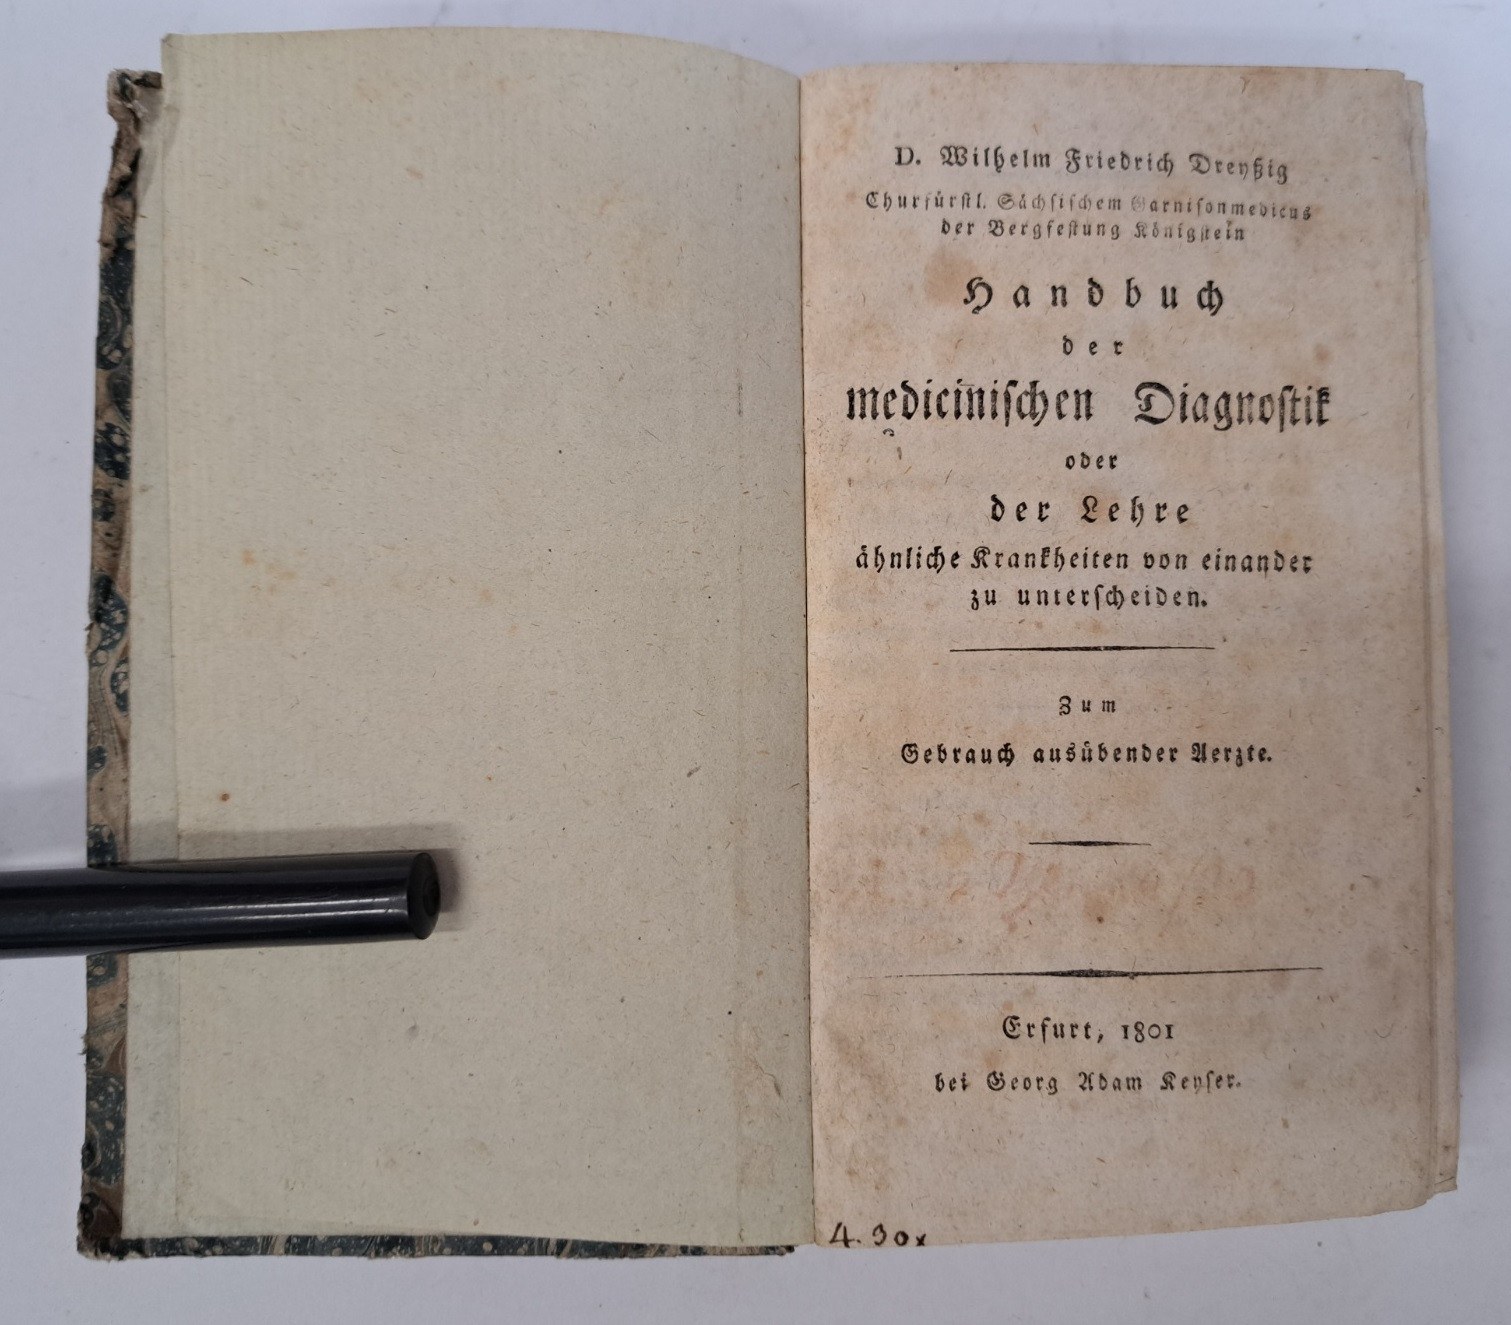 D. Wilhelm Friedrich Dreyßig
Churfürstl. Sächsischem Garnisonmedicus
der Bergfestung Königstein
Handbuch
der
medicinischen Diagnostik
oder
der Lehre
ähnliche Krankheiten von einander
zu unterscheiden.
Zum
Gebrauch ausübender Aerzte.
Erfurt, 1801
bei Georg Adam Keyser.
4. 90x